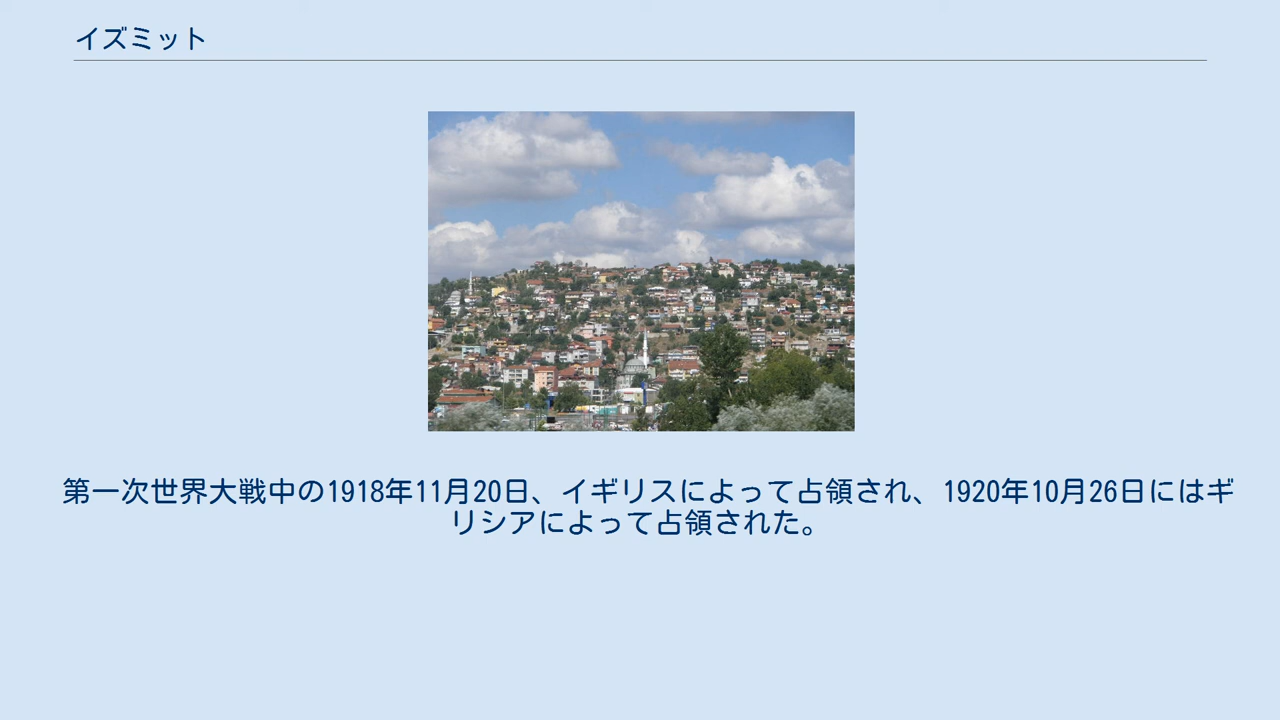 イズミット
第一次世界大戦中の1918年11月20日、イギリスによって占領され、1920年10月26日にはギ
リシアによって占領された。